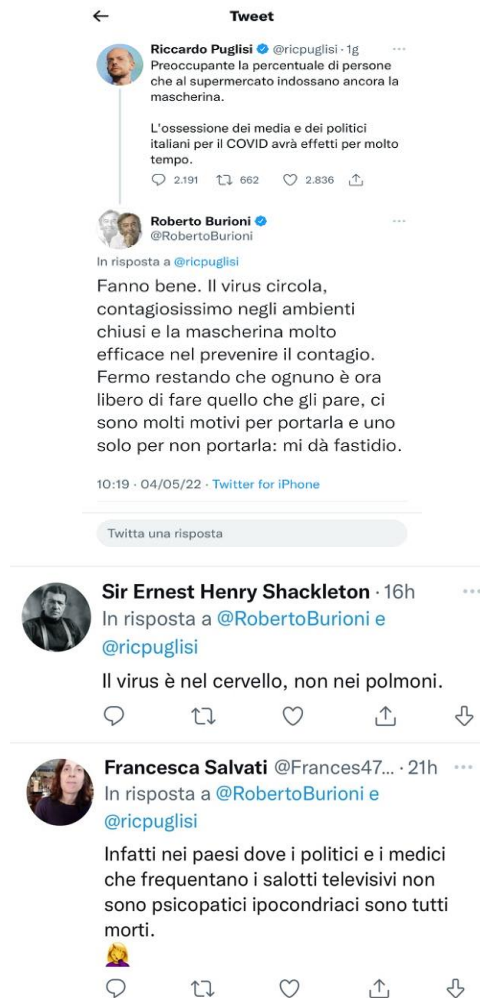 Tweet
Riccardo Puglisi @ricpuglisi · 1g
Preoccupante la percentuale di persone
che al supermercato indossano ancora la
mascherina.
L'ossessione dei media e dei politici
italiani per il COVID avrà effetti per molto
tempo.
2.191 662 2.836
Roberto Burioni
@RobertoBurioni
In risposta a @ricpuglisi
Fanno bene. Il virus circola,
contagiosissimo negli ambienti
chiusi e la mascherina molto
efficace nel prevenire il contagio.
Fermo restando che ognuno è ora
libero di fare quello che gli pare, ci
sono molti motivi per portarla e uno
solo per non portarla: mi dà fastidio.
10:19 · 04/05/22 · Twitter for iPhone
Twitta una risposta
Sir Ernest Henry Shackleton · 16h
In risposta a @RobertoBurioni e
@ricpuglisi
Il virus è nel cervello, non nei polmoni.
Francesca Salvati @Frances47... · 21h
In risposta a @RobertoBurioni e
@ricpuglisi
Infatti nei paesi dove i politici e i medici
che frequentano i salotti televisivi non
sono psicopatici ipocondriaci sono tutti
morti.
🤦‍♀️